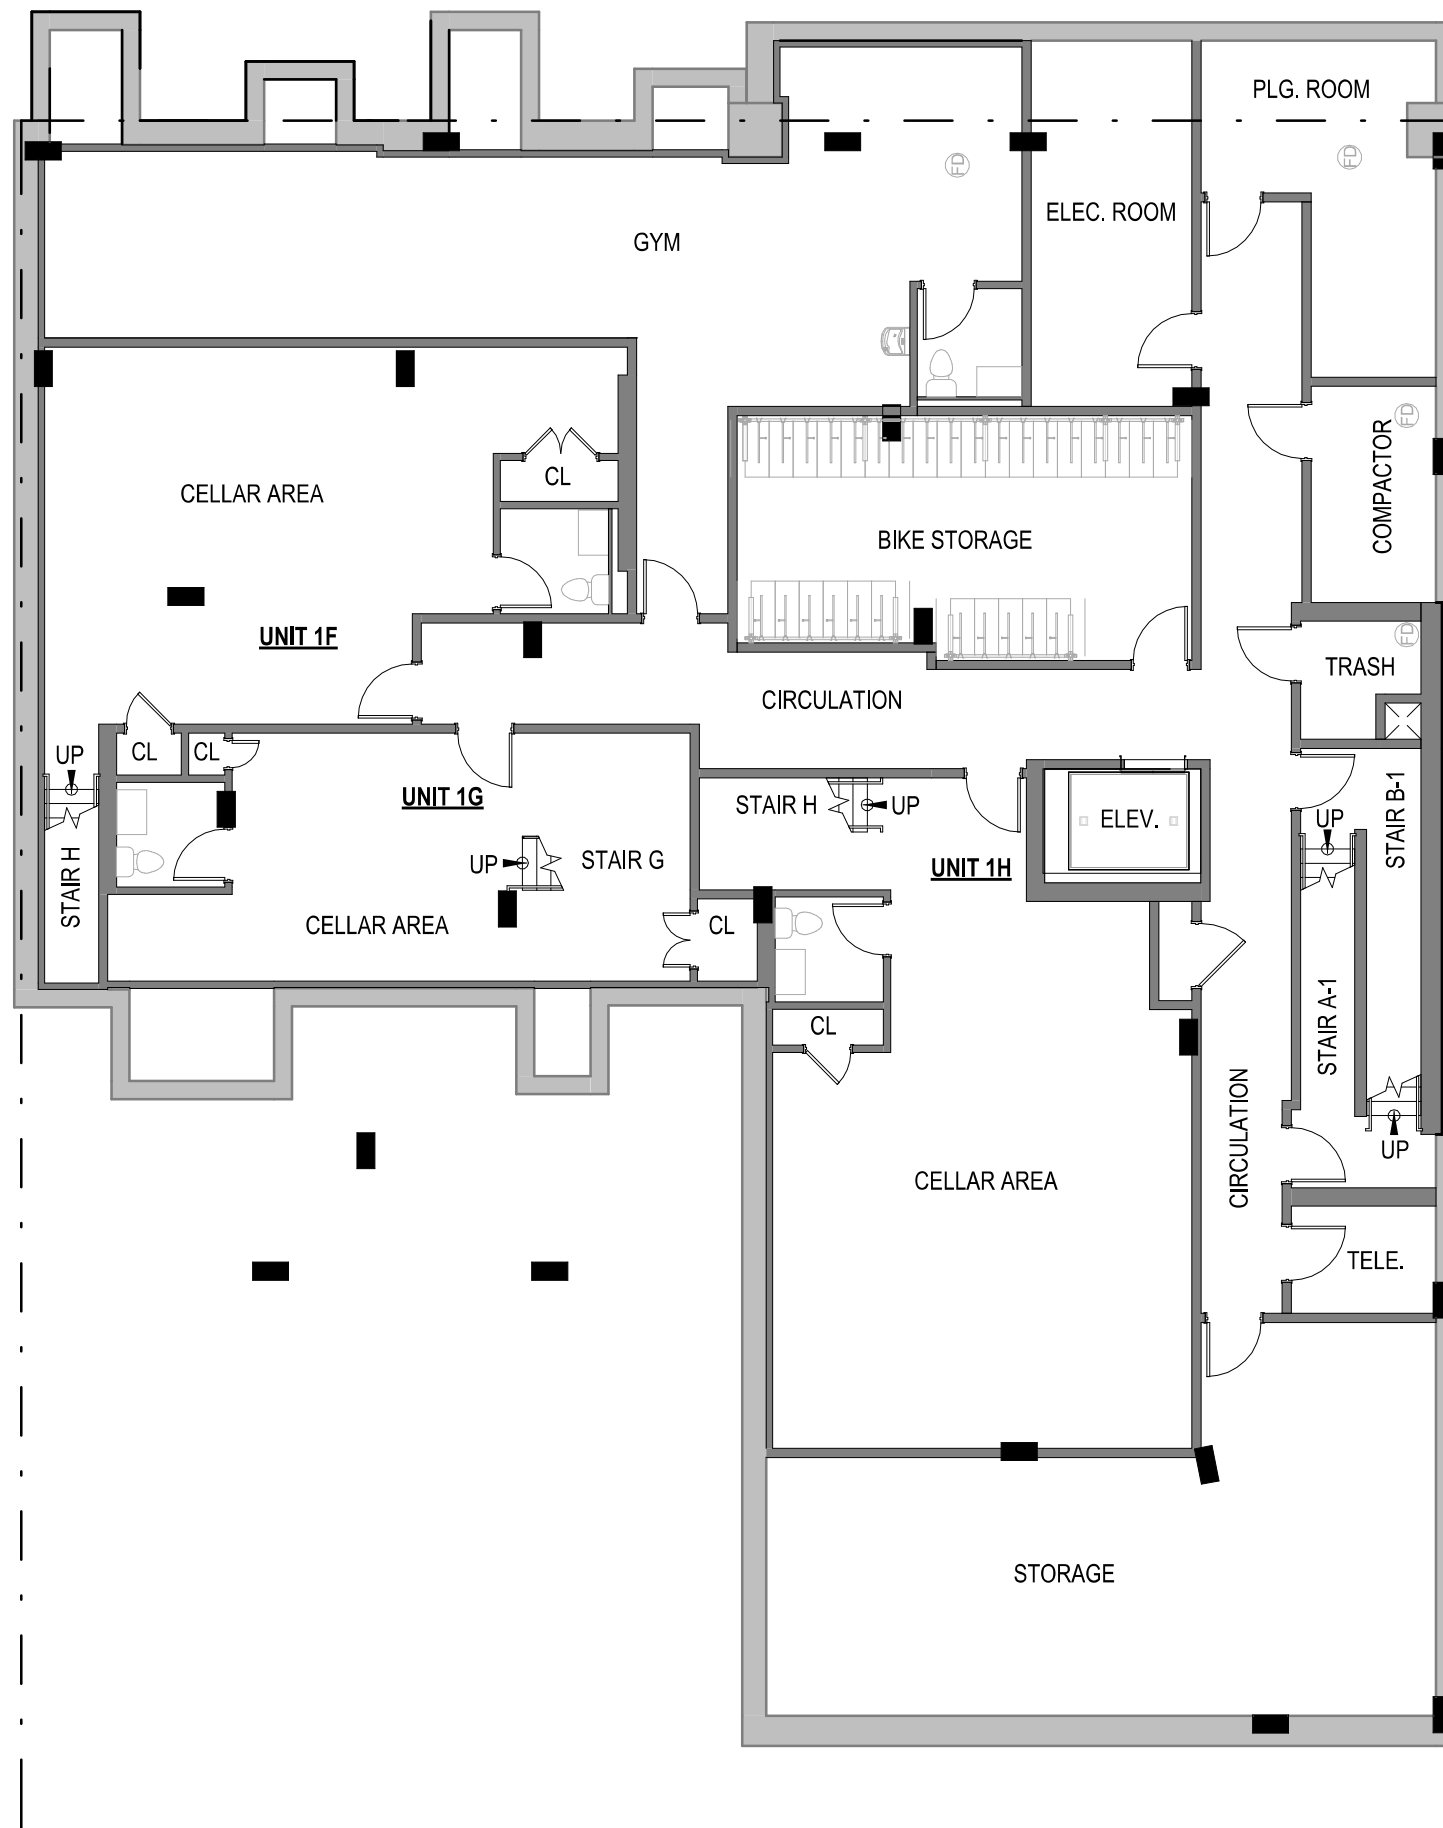 PLG. ROOM
FD
FD
ELEC. ROOM
GYM
FD
COMPACTOR
CL
CELLAR AREA
BIKE STORAGE
UNIT 1F
FD
TRASH
CIRCULATION
UP
CL
CL
UNIT 1G
STAIR H
UP
ELEV.
UP
STAIR B-1
UP
STAIR G
UNIT 1H
STAIR H
CELLAR AREA
CL
CL
STAIR A-1
CIRCULATION
UP
CELLAR AREA
TELE.
STORAGE